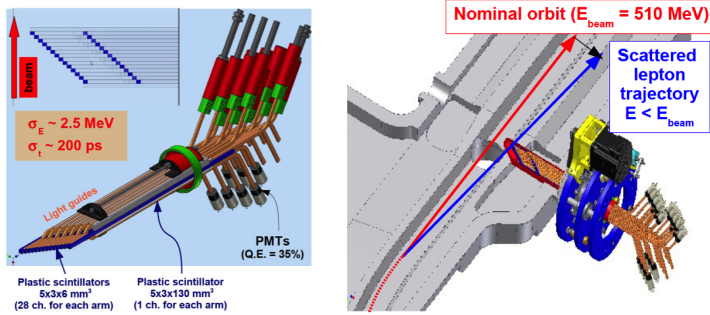 beam
σE ~ 2.5 MeV
σt ~ 200 ps
Light guides
PMTs
(Q.E. = 35%)
Plastic scintillators
5x3x6 mm³
(28 ch. for each arm)
Plastic scintillator
5x3x130 mm³
(1 ch. for each arm)
Nominal orbit (Ebeam = 510 MeV)
Scattered
lepton
trajectory
E < Ebeam